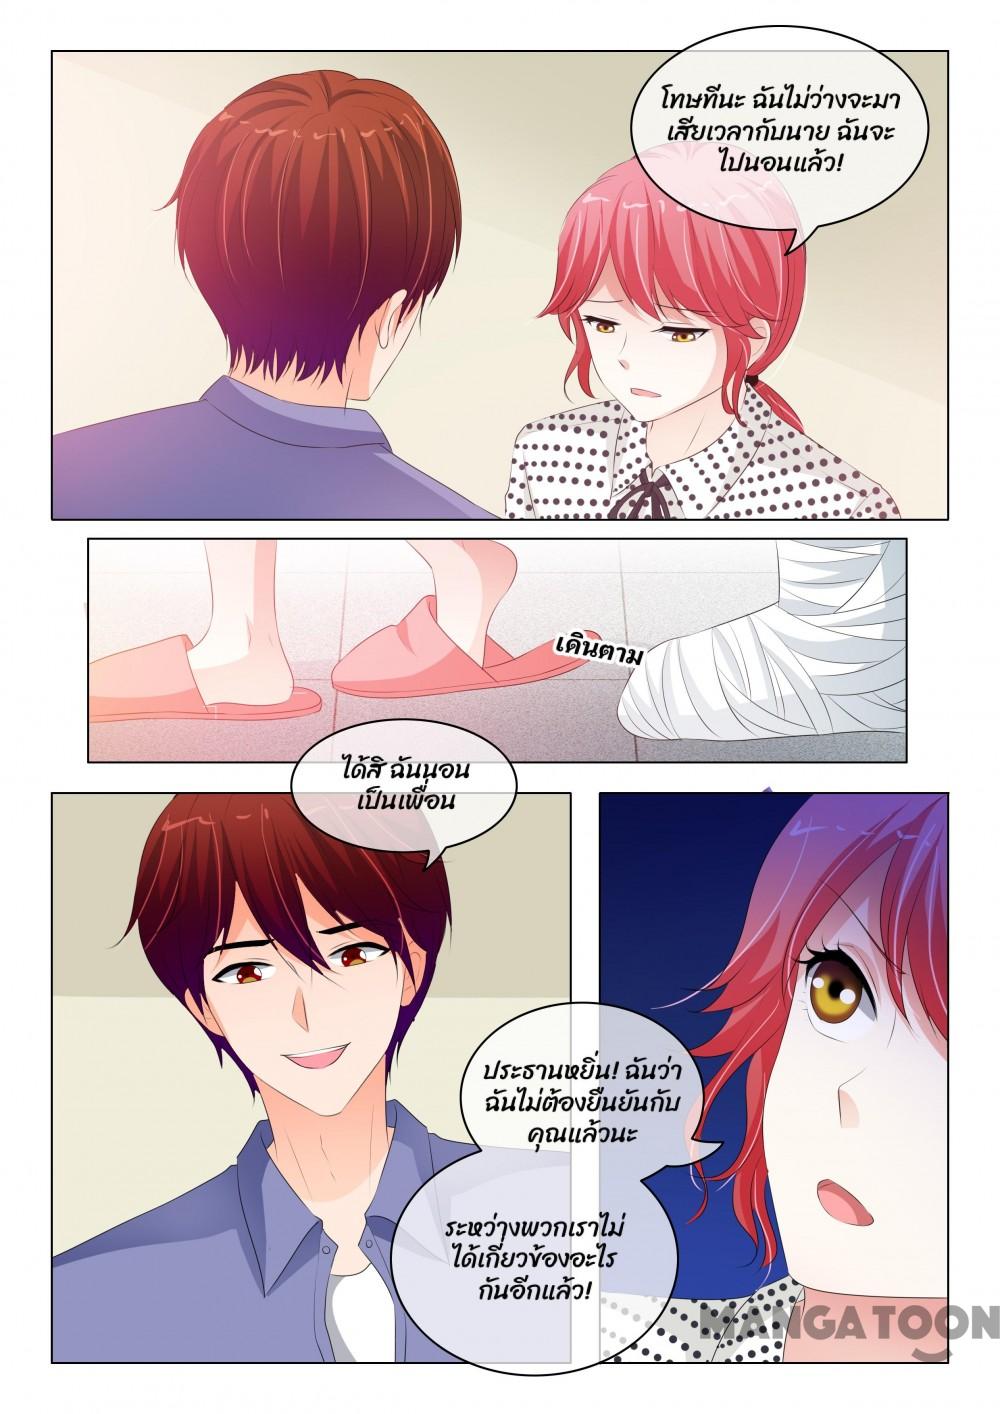 โทษทีนะ ฉันไม่ว่างจะมา
เสียเวลากับนาย ฉันจะ
ไปนอนแล้ว!
เดินตาม
ได้สิ ฉันนอน
เป็นเพื่อน
ประธานหยิ่น! ฉันว่า
ฉันไม่ต้องยืนยันกับ
คุณแล้วนะ
ระหว่างพวกเราไม่
ได้เกี่ยวข้องอะไร
กันอีกแล้ว!
MANGATOON